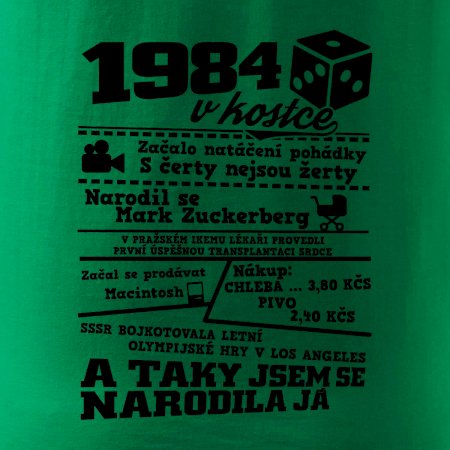 1984
v kostce
Začalo natáčení pohádky
S čerty nejsou žerty
Narodil se
Mark Zuckerberg
V PRAŽSKÉM IKEMU LÉKAŘI PROVEDLI
PRVNÍ ÚSPĚŠNOU TRANSPLANTACI SRDCE
Začal se prodávat
Macintosh
Nákup:
CHLEBA ... 3,80 KČS
PIVO
2,40 KČS
SSSR BOJKOTOVALA LETNÍ
OLYMPIJSKÉ HRY V LOS ANGELES
A TAKY JSEM SE
NARODILA JÁ